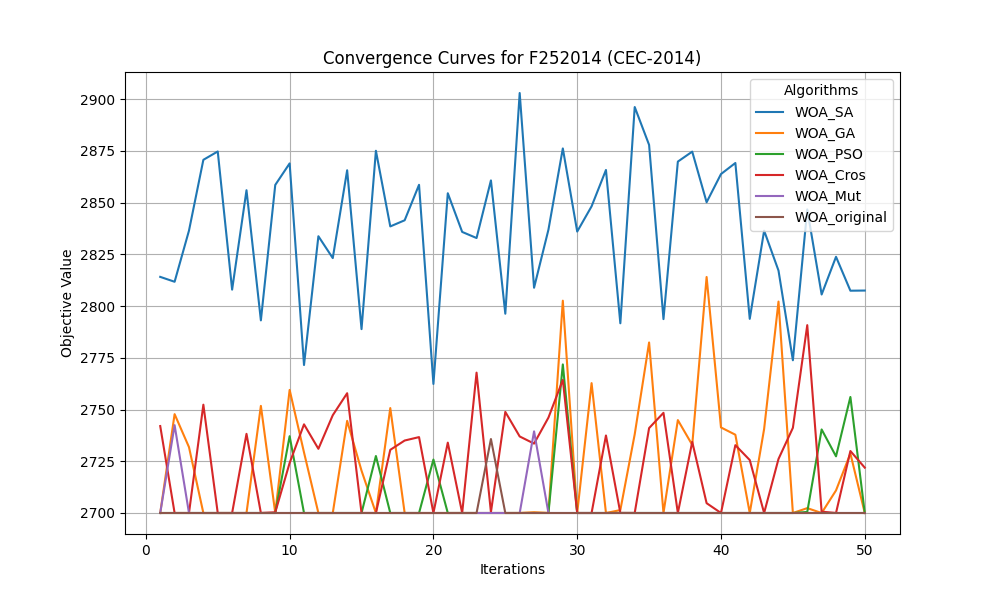 Convergence Curves for F252014 (CEC-2014)
Algorithms
WOA_SA
WOA_GA
WOA_PSO
WOA_Cros
WOA_Mut
WOA_original
Objective Value
2900
2875
2850
2825
2800
2775
2750
2725
2700
0 10 20 30 40 50
Iterations